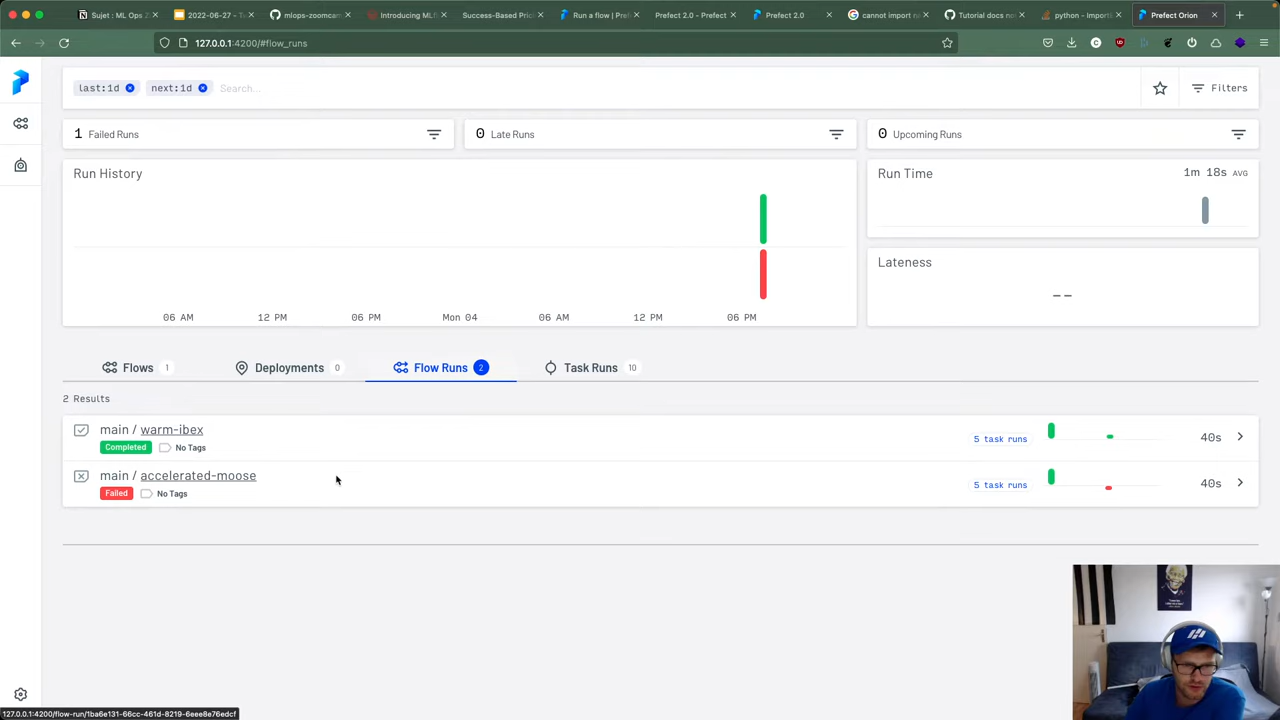 Sujet : ML Ops Z
2022-06-27 - T
mlops-zoomcam
Introducing MLf
Success-Based Pric
Run a flow | Pref
Prefect 2.0 - Prefect
Prefect 2.0
cannot import na
Tutorial docs no
python - Import
Prefect Orion
127.0.0.1:4200/#flow_runs
last:1d
next:1d
Search...
Filters
1 Failed Runs
0 Late Runs
0 Upcoming Runs
Run History
Run Time
1m 18s AVG
Lateness
--
06 AM
12 PM
06 PM
Mon 04
06 AM
12 PM
06 PM
Flows 1
Deployments 0
Flow Runs 2
Task Runs 10
2 Results
main / warm-ibex
Completed
No Tags
5 task runs
40s
main / accelerated-moose
Failed
No Tags
5 task runs
40s
127.0.0.1:4200/flow-run/1ba6e131-66cc-461d-8219-6eee8e76edcf